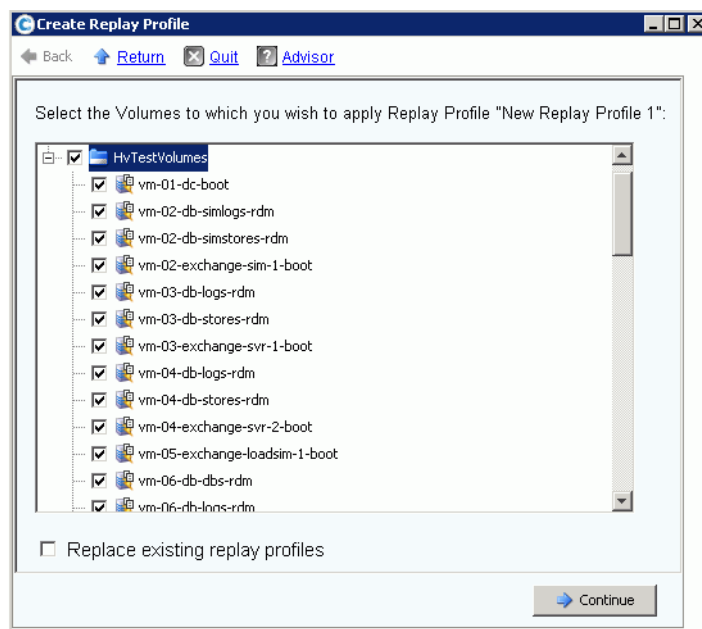 Create Replay Profile
Back Return Quit Advisor
Select the Volumes to which you wish to apply Replay Profile "New Replay Profile 1":
HvTestVolumes
vm-01-dc-boot
vm-02-db-simlogs-rdm
vm-02-db-simstores-rdm
vm-02-exchange-sim-1-boot
vm-03-db-logs-rdm
vm-03-db-stores-rdm
vm-03-exchange-svr-1-boot
vm-04-db-logs-rdm
vm-04-db-stores-rdm
vm-04-exchange-svr-2-boot
vm-05-exchange-loadsim-1-boot
vm-06-db-dbs-rdm
vm-06-db-logs-rdm
Replace existing replay profiles
Continue